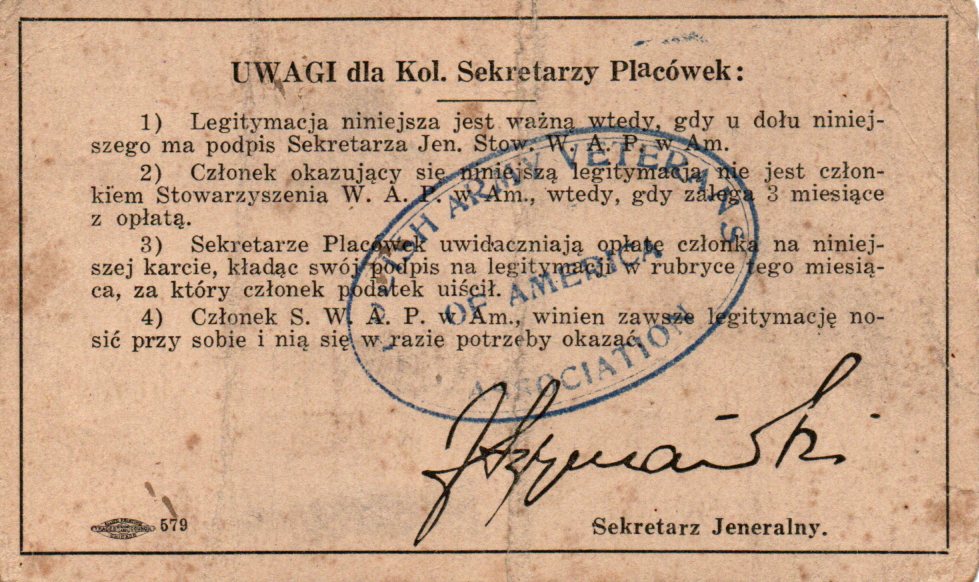 UWAGI dla Kol. Sekretarzy Placówek:
1) Legitymacja niniejsza jest ważną wtedy, gdy u dołu niniej-
szego ma podpis Sekretarza Jen. Stow. W. A. P. w Am.
2) Członek okazujący się niniejszą legitymacją nie jest człon-
kiem Stowarzyszenia W. A. P. w Am., wtedy, gdy zalega 3 miesiące
z opłatą.
3) Sekretarze Placówek uwidaczniają opłatę członka na niniej-
szej karcie, kładąc swój podpis na legitymacji w rubryce tego miesią-
ca, za który członek podatek uiścił.
4) Członek S. W. A. P. w Am., winien zawsze legitymację no-
sić przy sobie i nią się w razie potrzeby okazać.
POLISH ARMY VETERANS
OF AMERICA
ASSOCIATION
579
Sekretarz Jeneralny.